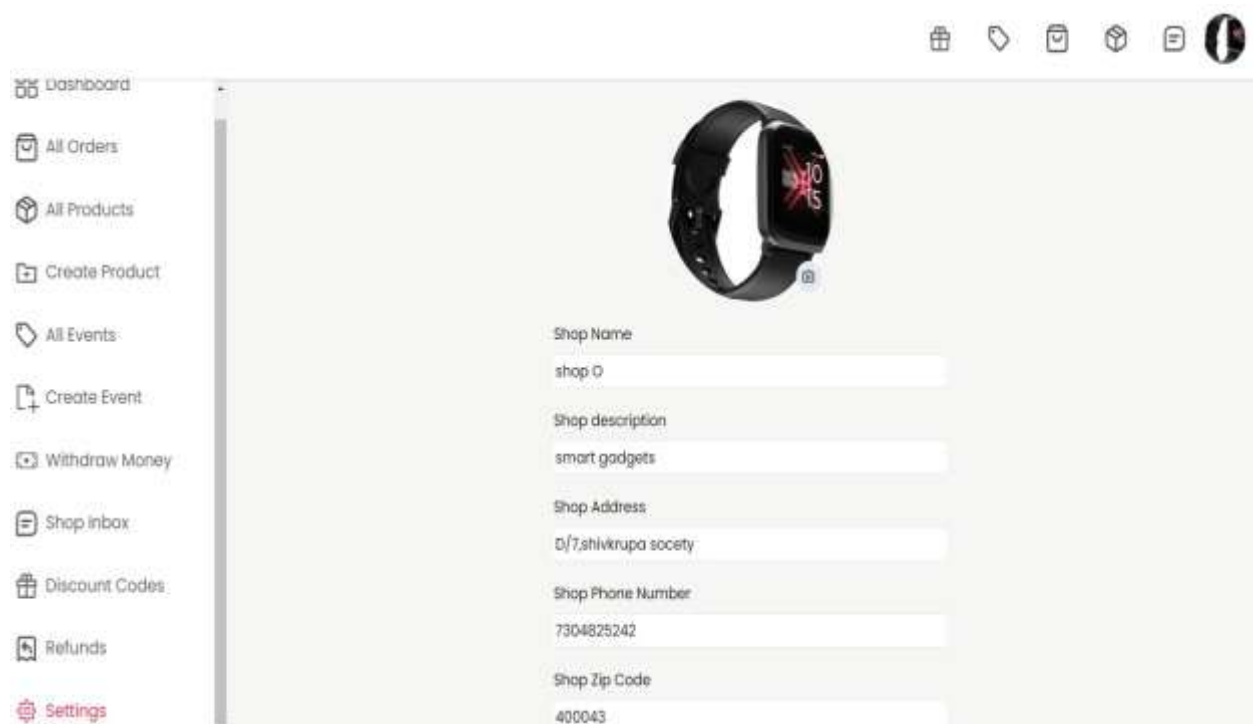 Dashboard
All Orders
All Products
Create Product
All Events
Create Event
Withdraw Money
Shop Inbox
Discount Codes
Refunds
Settings
10
15
Shop Name
shop O
Shop description
smart gadgets
Shop Address
D/7,shivkrupa socety
Shop Phone Number
7304825242
Shop Zip Code
400043